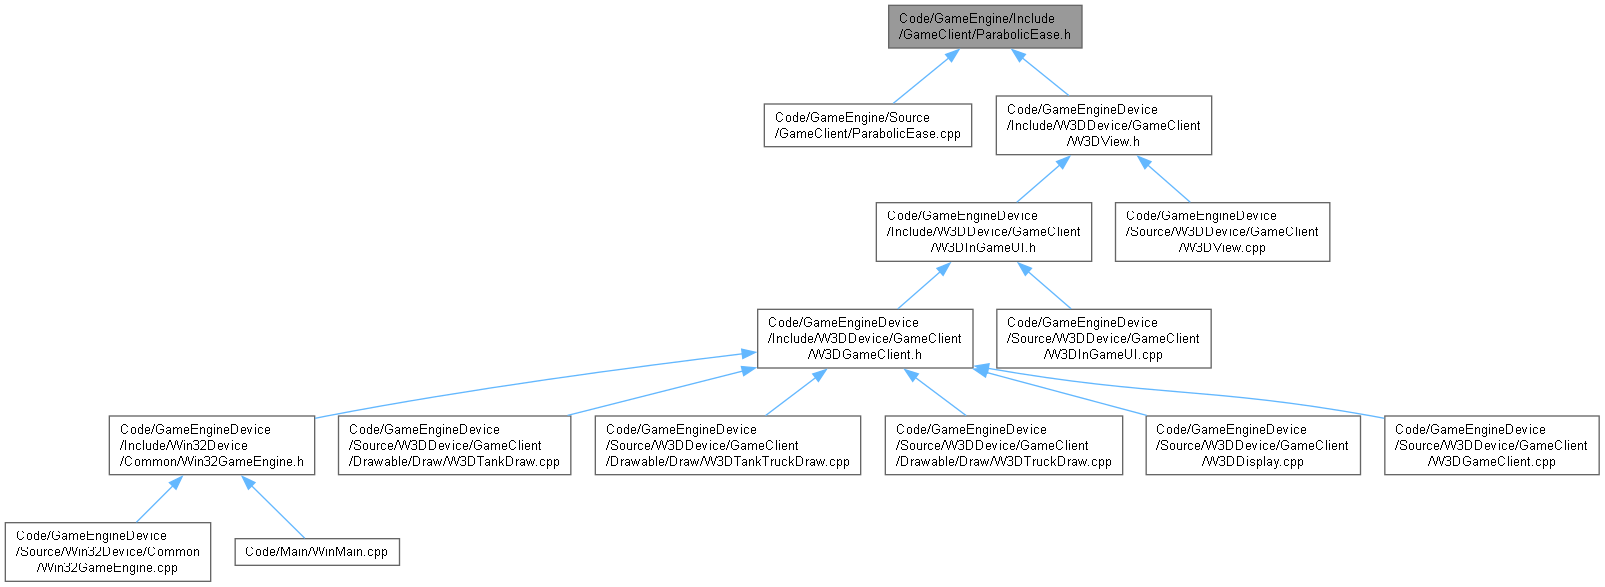 Code/GameEngine/Include
/GameClient/ParabolicEase.h
Code/GameEngine/Source
/GameClient/ParabolicEase.cpp
Code/GameEngineDevice
/Include/W3DDevice/GameClient
/W3DView.h
Code/GameEngineDevice
/Include/W3DDevice/GameClient
/W3DInGameUI.h
Code/GameEngineDevice
/Source/W3DDevice/GameClient
/W3DView.cpp
Code/GameEngineDevice
/Include/W3DDevice/GameClient
/W3DGameClient.h
Code/GameEngineDevice
/Source/W3DDevice/GameClient
/W3DInGameUI.cpp
Code/GameEngineDevice
/Include/Win32Device
/Common/Win32GameEngine.h
Code/GameEngineDevice
/Source/W3DDevice/GameClient
/Drawable/Draw/W3DTankDraw.cpp
Code/GameEngineDevice
/Source/W3DDevice/GameClient
/Drawable/Draw/W3DTankTruckDraw.cpp
Code/GameEngineDevice
/Source/W3DDevice/GameClient
/Drawable/Draw/W3DTruckDraw.cpp
Code/GameEngineDevice
/Source/W3DDevice/GameClient
/W3DDisplay.cpp
Code/GameEngineDevice
/Source/W3DDevice/GameClient
/W3DGameClient.cpp
Code/GameEngineDevice
/Source/Win32Device/Common
/Win32GameEngine.cpp
Code/Main/WinMain.cpp